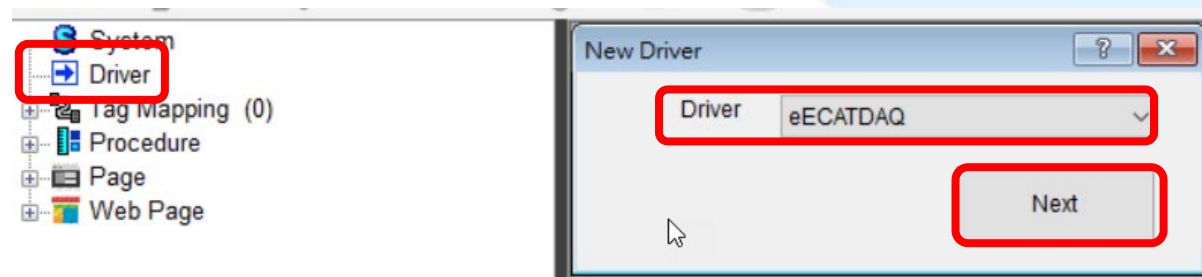 System
Driver
Tag Mapping (0)
Procedure
Page
Web Page
New Driver
?
Driver
eECATDAQ
Next